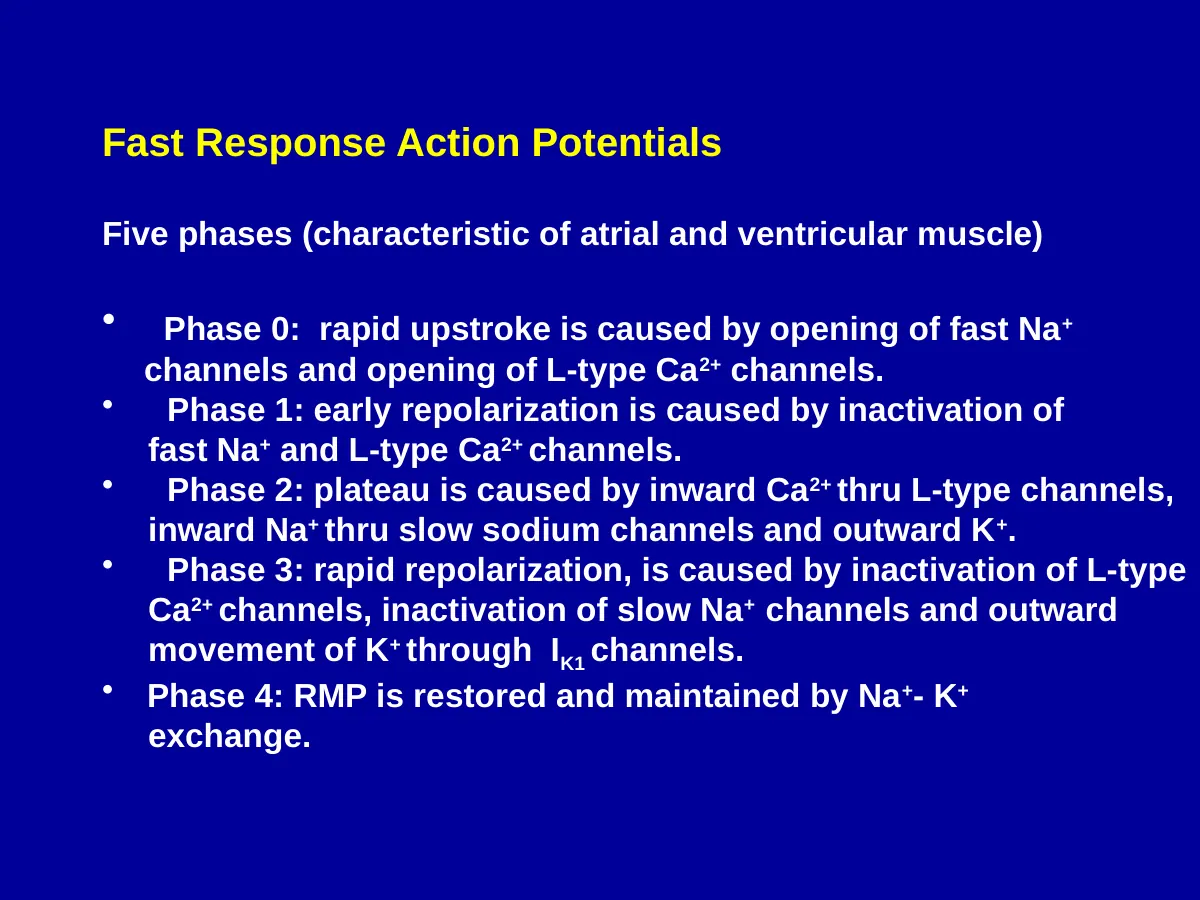 Fast Response Action Potentials
Five phases (characteristic of atrial and ventricular muscle)
• Phase 0: rapid upstroke is caused by opening of fast Na⁺
channels and opening of L-type Ca²⁺ channels.
• Phase 1: early repolarization is caused by inactivation of
fast Na⁺ and L-type Ca²⁺ channels.
• Phase 2: plateau is caused by inward Ca²⁺ thru L-type channels,
inward Na⁺ thru slow sodium channels and outward K⁺.
• Phase 3: rapid repolarization, is caused by inactivation of L-type
Ca²⁺ channels, inactivation of slow Na⁺ channels and outward
movement of K⁺ through I_K1 channels.
• Phase 4: RMP is restored and maintained by Na⁺- K⁺
exchange.